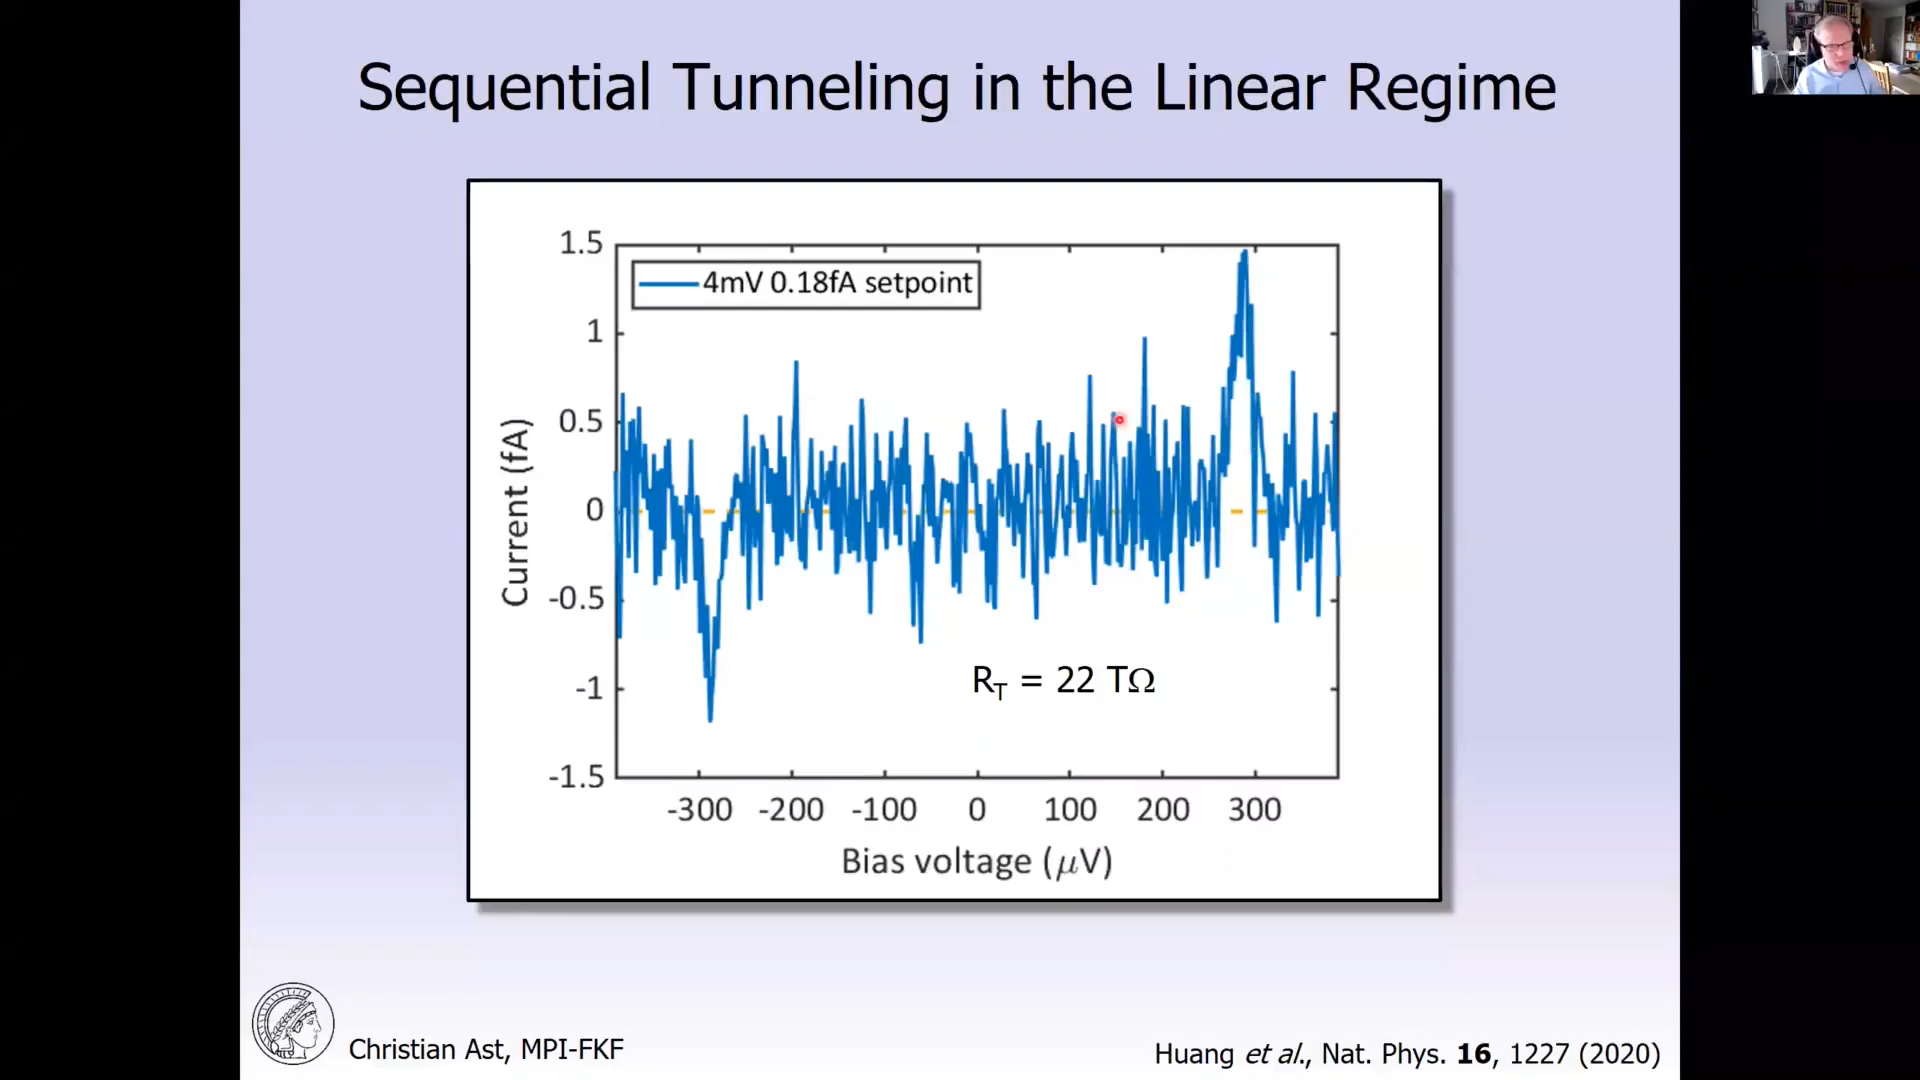 Sequential Tunneling in the Linear Regime
1.5
4mV 0.18fA setpoint
1
0.5
0
-0.5
-1
-1.5
Current (fA)
R_T = 22 TΩ
-300 -200 -100 0 100 200 300
Bias voltage (μV)
Christian Ast, MPI-FKF
Huang et al., Nat. Phys. 16, 1227 (2020)